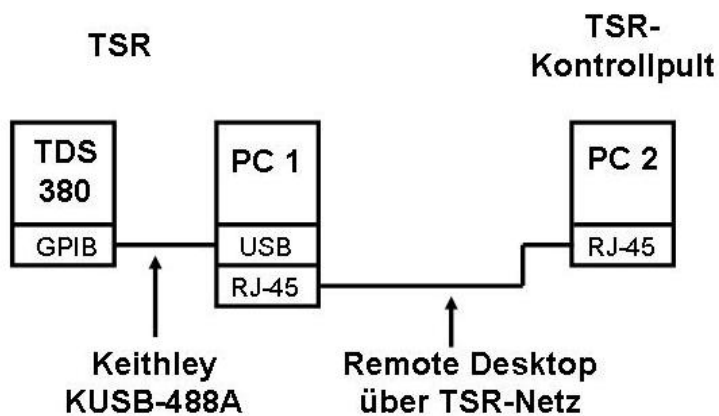 TSR
TSR-
Kontrollpult
TDS
380
GPIB
PC 1
USB
RJ-45
PC 2
RJ-45
Keithley
KUSB-488A
Remote Desktop
über TSR-Netz